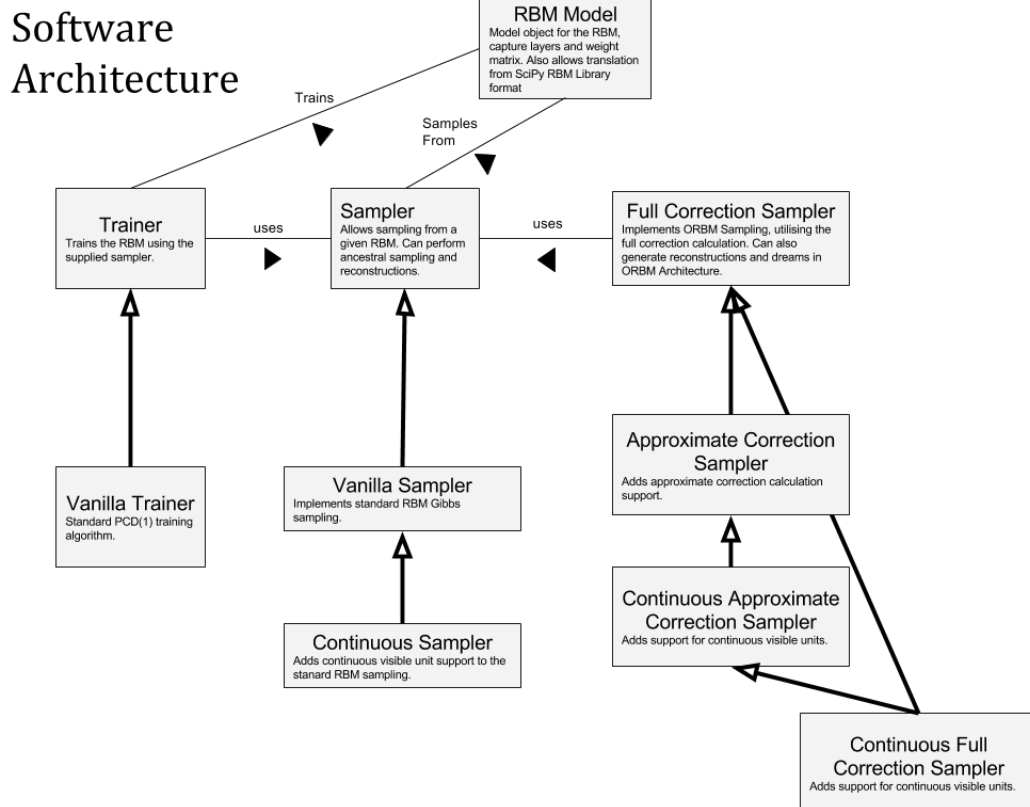 Software
Architecture
RBM Model
Model object for the RBM,
capture layers and weight
matrix. Also allows translation
from SciPy RBM Library
format
Trains
Samples
From
Trainer
Trains the RBM using the
supplied sampler.
uses
Sampler
Allows sampling from a
given RBM. Can perform
ancestral sampling and
reconstructions.
uses
Full Correction Sampler
Implements ORBM Sampling, utilising the
full correction calculation. Can also
generate reconstructions and dreams in
ORBM Architecture.
Approximate Correction
Sampler
Adds approximate correction calculation
support.
Vanilla Trainer
Standard PCD(1) training
algorithm.
Vanilla Sampler
Implements standard RBM Gibbs
sampling.
Continuous Approximate
Correction Sampler
Adds support for continuous visible units.
Continuous Sampler
Adds continuous visible unit support to the
stanard RBM sampling.
Continuous Full
Correction Sampler
Adds support for continuous visible units.